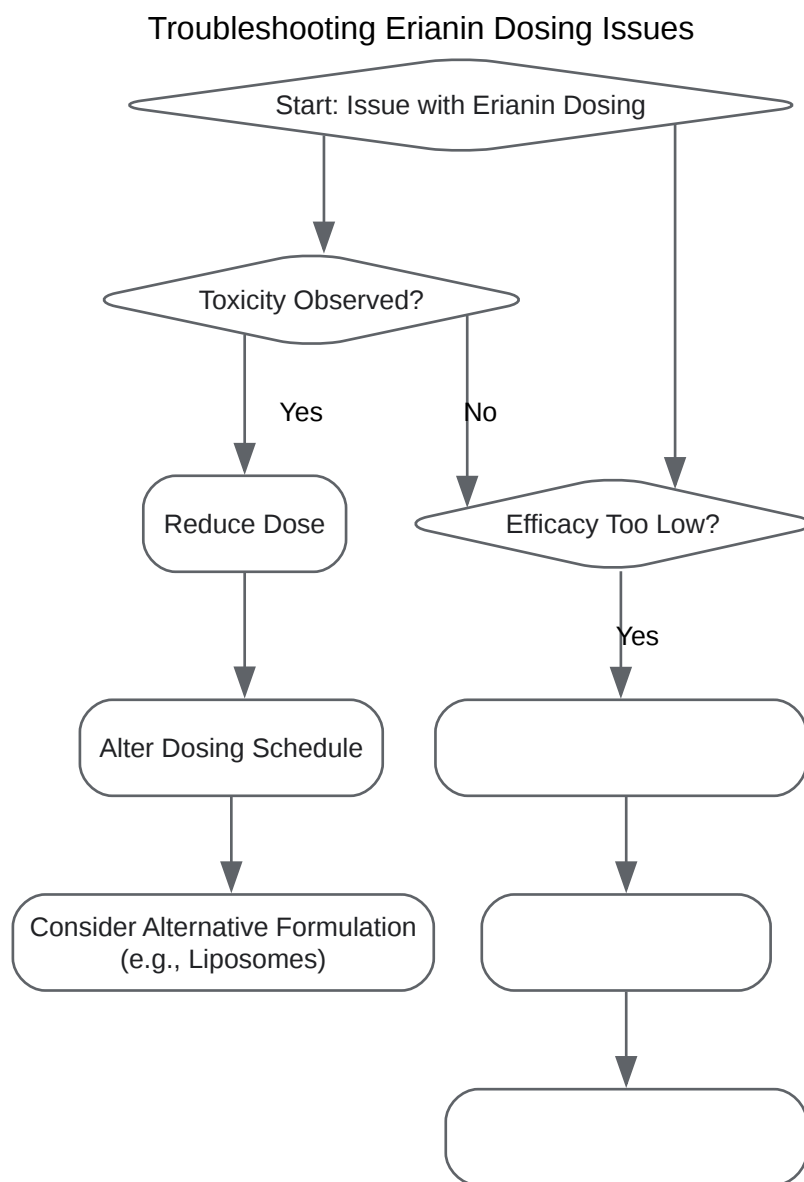 Troubleshooting Erianin Dosing Issues
Start: Issue with Erianin Dosing
Toxicity Observed?
Yes
No
Reduce Dose
Efficacy Too Low?
Yes
Alter Dosing Schedule
Consider Alternative Formulation
(e.g., Liposomes)